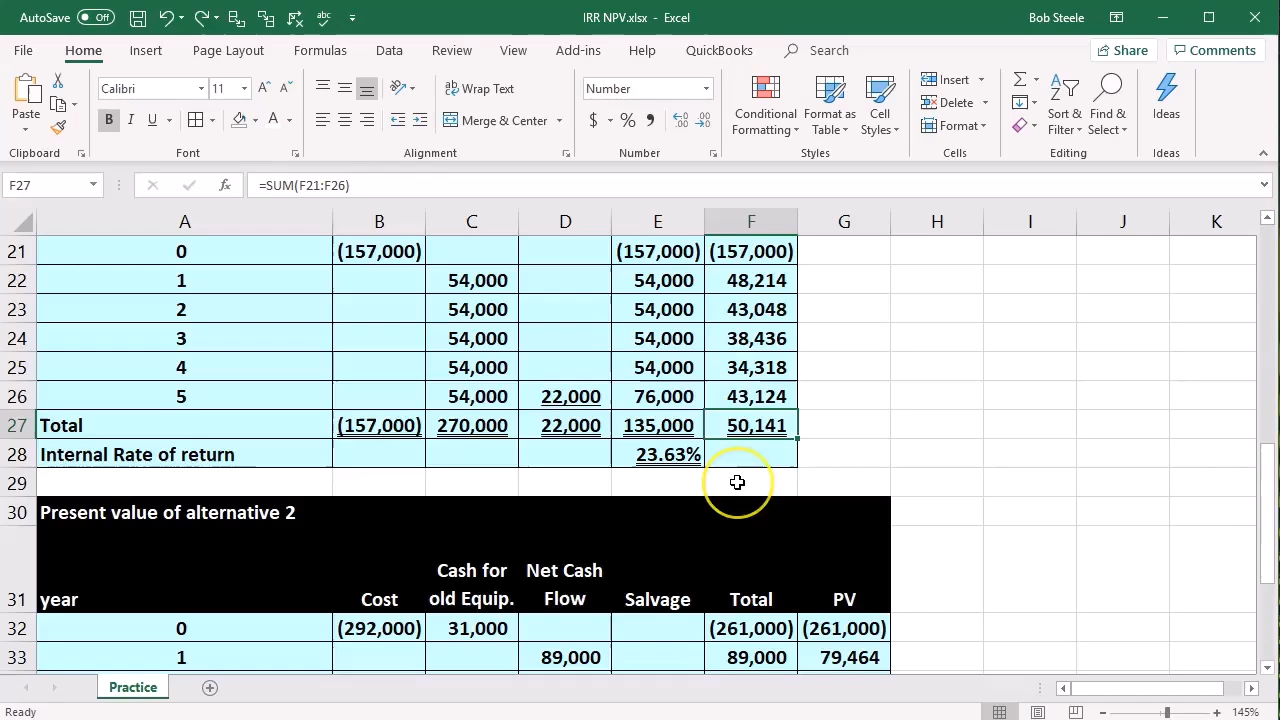 AutoSave Off IRR NPV.xlsx - Excel Bob Steele
File Home Insert Page Layout Formulas Data Review View Add-ins Help QuickBooks Search Share Comments
Calibri 11 Wrap Text Number Insert
Paste B I U A Merge & Center $ % Conditional Formatting Format as Table Cell Styles Delete Format Sort & Filter Find & Select Ideas
Clipboard Font Alignment Number Styles Cells Editing Ideas
F27 fx =SUM(F21:F26)
A B C D E F G H I J K
21 0 (157,000) (157,000) (157,000)
22 1 54,000 54,000 48,214
23 2 54,000 54,000 43,048
24 3 54,000 54,000 38,436
25 4 54,000 54,000 34,318
26 5 54,000 22,000 76,000 43,124
27 Total (157,000) 270,000 22,000 135,000 50,141
28 Internal Rate of return 23.63%
29
30 Present value of alternative 2
Cash for Net Cash
31 year Cost old Equip. Flow Salvage Total PV
32 0 (292,000) 31,000 (261,000) (261,000)
33 1 89,000 89,000 79,464
Practice
Ready 145%